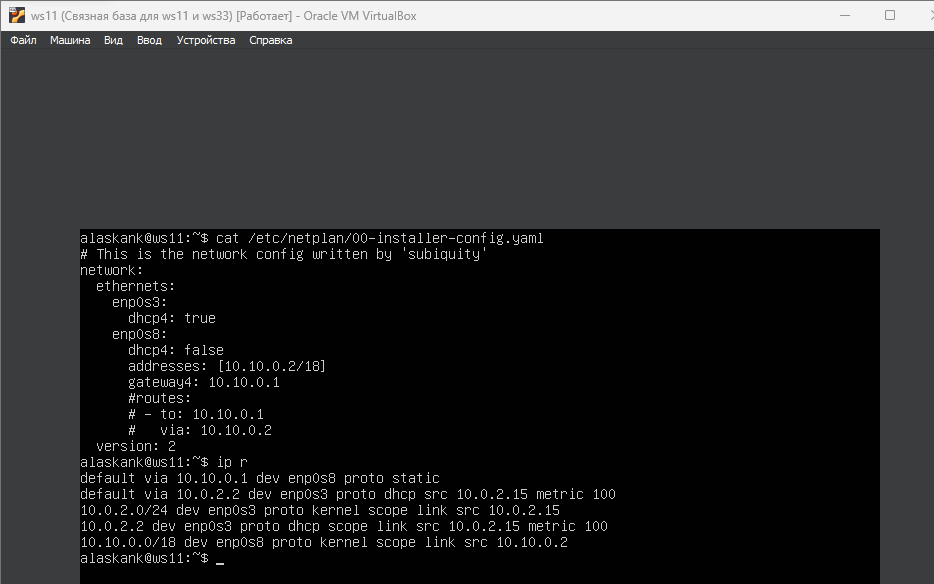 ws11 (Связная база для ws11 и ws33) [Работает] - Oracle VM VirtualBox
Файл Машина Вид Ввод Устройства Справка
alaskank@ws11:~$ cat /etc/netplan/00-installer-config.yaml
# This is the network config written by 'subiquity'
network:
  ethernets:
    enp0s3:
      dhcp4: true
    enp0s8:
      dhcp4: false
      addresses: [10.10.0.2/18]
      gateway4: 10.10.0.1
      #routes:
      # - to: 10.10.0.1
      #   via: 10.10.0.2
  version: 2
alaskank@ws11:~$ ip r
default via 10.10.0.1 dev enp0s8 proto static
default via 10.0.2.2 dev enp0s3 proto dhcp src 10.0.2.15 metric 100
10.0.2.0/24 dev enp0s3 proto kernel scope link src 10.0.2.15
10.0.2.2 dev enp0s3 proto dhcp scope link src 10.0.2.15 metric 100
10.10.0.0/18 dev enp0s8 proto kernel scope link src 10.10.0.2
alaskank@ws11:~$ _